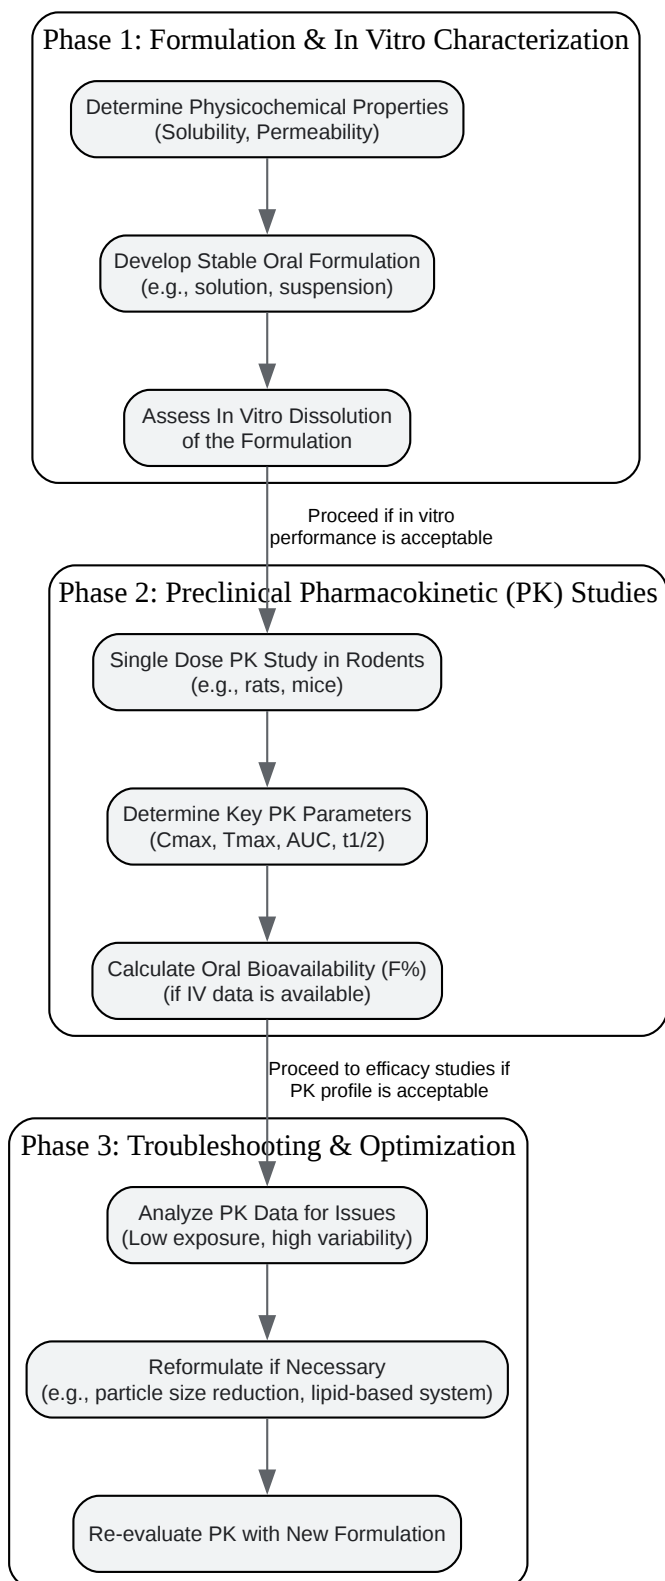 Phase 1: Formulation & In Vitro Characterization
Determine Physicochemical Properties
(Solubility, Permeability)
Develop Stable Oral Formulation
(e.g., solution, suspension)
Assess In Vitro Dissolution
of the Formulation
Proceed if in vitro
performance is acceptable
Phase 2: Preclinical Pharmacokinetic (PK) Studies
Single Dose PK Study in Rodents
(e.g., rats, mice)
Determine Key PK Parameters
(Cmax, Tmax, AUC, t1/2)
Calculate Oral Bioavailability (F%)
(if IV data is available)
Proceed to efficacy studies if
PK profile is acceptable
Phase 3: Troubleshooting & Optimization
Analyze PK Data for Issues
(Low exposure, high variability)
Reformulate if Necessary
(e.g., particle size reduction, lipid-based system)
Re-evaluate PK with New Formulation